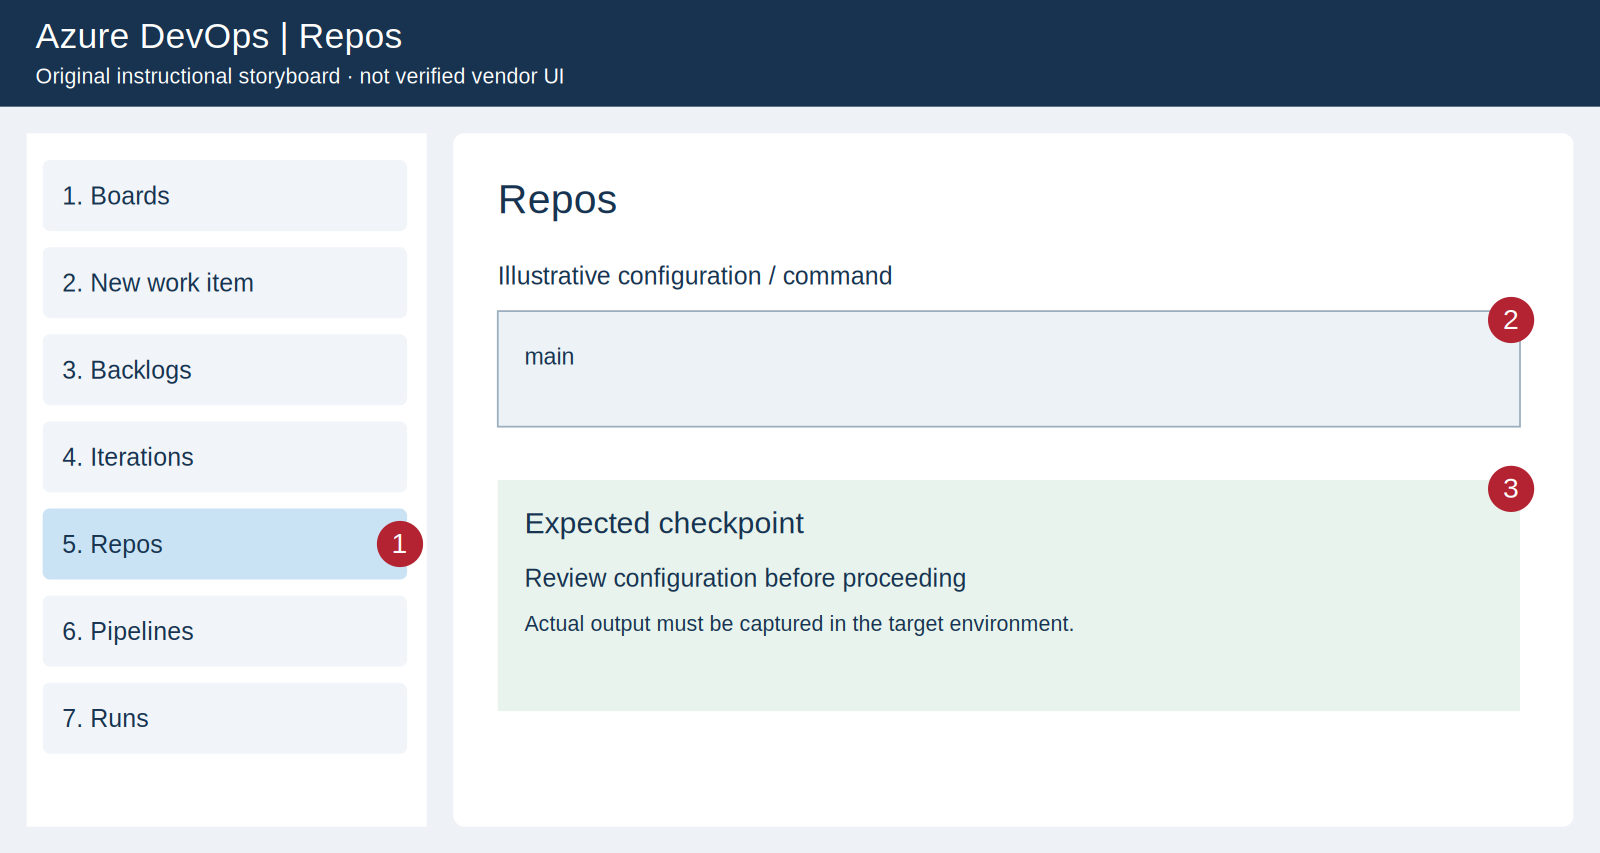 Azure DevOps | Repos
Original instructional storyboard · not verified vendor UI
1. Boards
2. New work item
3. Backlogs
4. Iterations
5. Repos
1
6. Pipelines
7. Runs
Repos
Illustrative configuration / command
2
main
3
Expected checkpoint
Review configuration before proceeding
Actual output must be captured in the target environment.